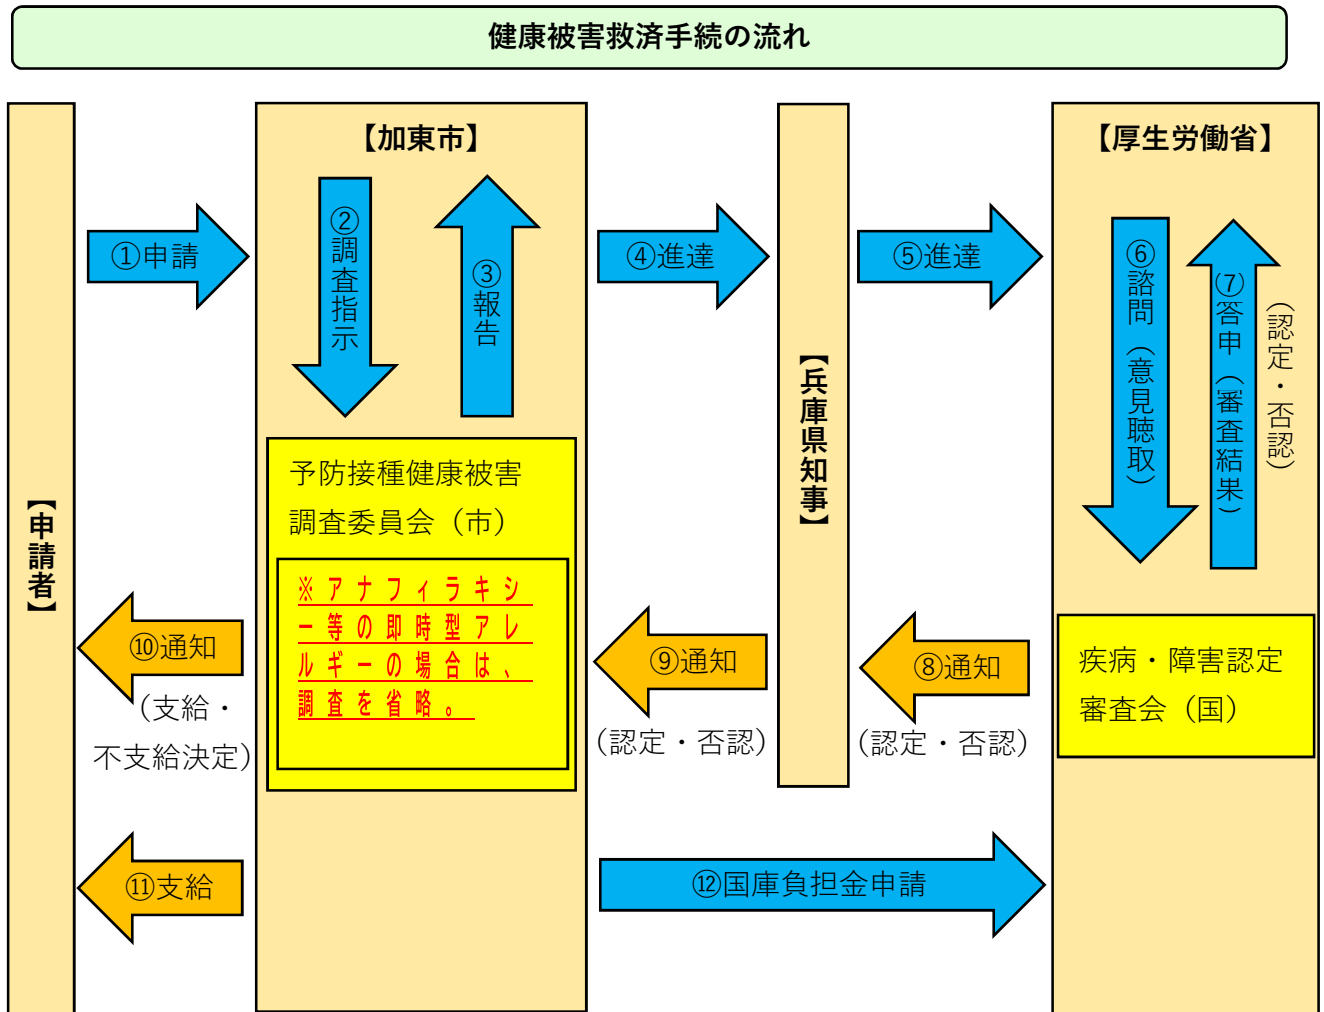 健康被害救済手続の流れ
【申請者】
①申請
【加東市】
②調査指示
③報告
予防接種健康被害
調査委員会（市）
※アナフィラキシ
ー等の即時型アレ
ルギーの場合は、
調査を省略。
④進達
【兵庫県知事】
⑤進達
【厚生労働省】
⑥諮問（意見聴取）
⑦答申（審査結果）
（認定・否認）
疾病・障害認定
審査会（国）
⑧通知
（認定・否認）
⑨通知
（認定・否認）
⑩通知
（支給・
不支給決定）
⑪支給
⑫国庫負担金申請